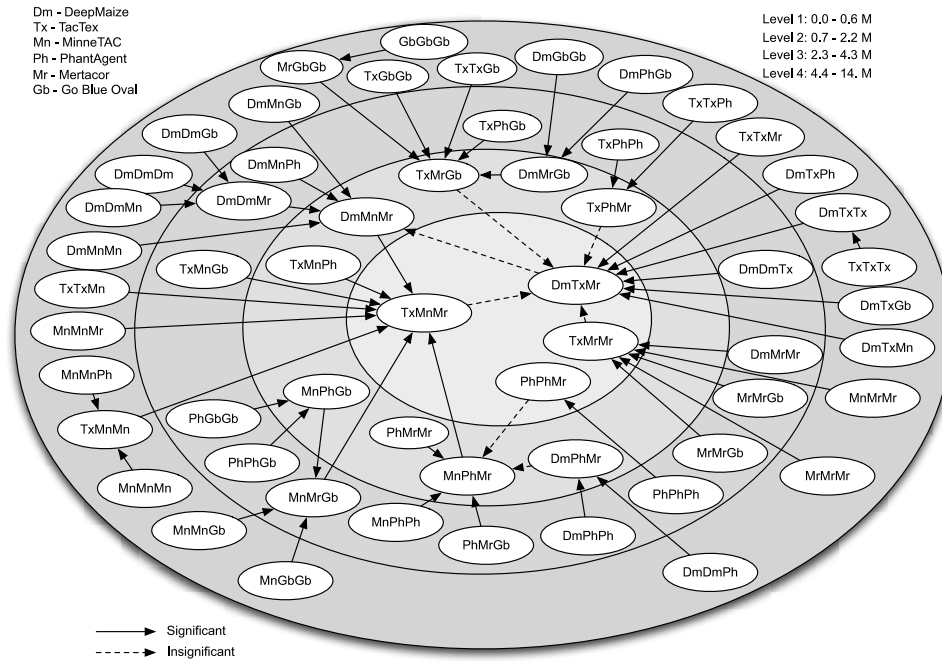 Dm - DeepMaize
Tx - TacTex
Mn - MinneTAC
Ph - PhantAgent
Mr - Mertacor
Gb - Go Blue Oval
Level 1: 0.0 - 0.6 M
Level 2: 0.7 - 2.2 M
Level 3: 2.3 - 4.3 M
Level 4: 4.4 - 14. M
GbGbGb
MrGbGb
TxGbGb
TxTxGb
DmGbGb
DmPhGb
DmMnGb
TxTxPh
DmDmGb
TxPhGb
TxPhPh
TxTxMr
DmMnPh
DmDmDm
TxMrGb
DmMrGb
DmTxPh
DmDmMn
DmDmMr
DmMnMr
TxPhMr
DmTxTx
DmMnMn
TxMnGb
TxMnPh
DmDmTx
TxTxTx
TxTxMn
DmTxMr
DmTxGb
TxMnMr
MnMnMr
TxMrMr
DmTxMn
DmMrMr
MnMnPh
PhPhMr
MnPhGb
MrMrGb
MnMrMr
PhGbGb
TxMnMn
PhMrMr
PhPhGb
DmPhMr
MrMrGb
MnPhMr
MrMrMr
MnMnMn
MnMrGb
PhPhPh
MnPhPh
MnMnGb
PhMrGb
DmPhPh
DmDmPh
MnGbGb
Significant
Insignificant